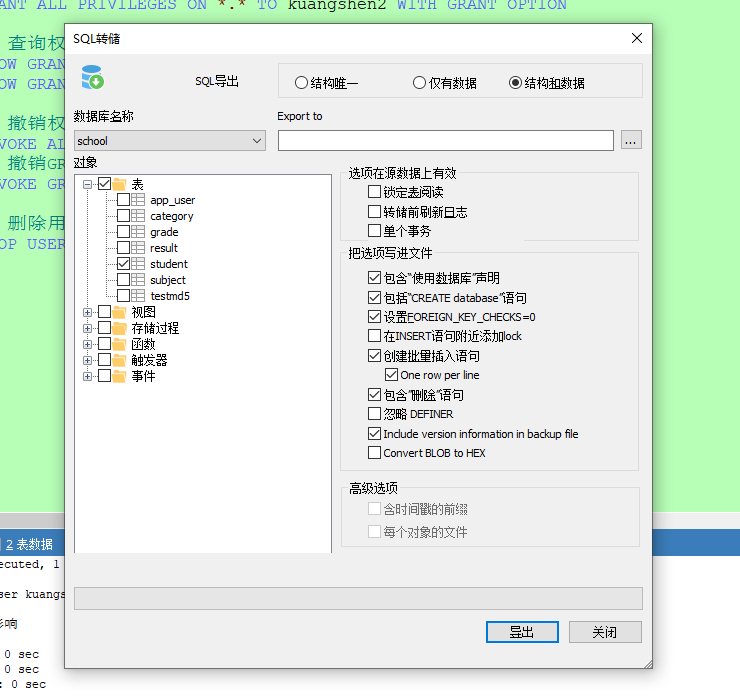 ANT ALL PRIVILEGES ON *.* TO kuangshen2 WITH GRANT OPTION
SQL转储
查询权
OW GRAN
OW GRAN
撤销权
VOKE AL
撤销GR
VOKE GR
删除用
OP USER
SQL导出
结构唯一
仅有数据
结构和数据
数据库名称
Export to
school
...
对象
表
app_user
category
grade
result
student
subject
testmd5
视图
存储过程
函数
触发器
事件
选项在源数据上有效
锁定表阅读
转储前刷新日志
单个事务
把选项写进文件
包含"使用数据库"声明
包括"CREATE database"语句
设置FOREIGN_KEY_CHECKS=0
在INSERT语句附近添加lock
创建批量插入语句
One row per line
包含"删除"语句
忽略 DEFINER
Include version information in backup file
Convert BLOB to HEX
高级选项
含时间戳的前缀
每个对象的文件
2 表数据
ecuted, 1
ser kuangs
影响
0 sec
0 sec
: 0 sec
导出
关闭